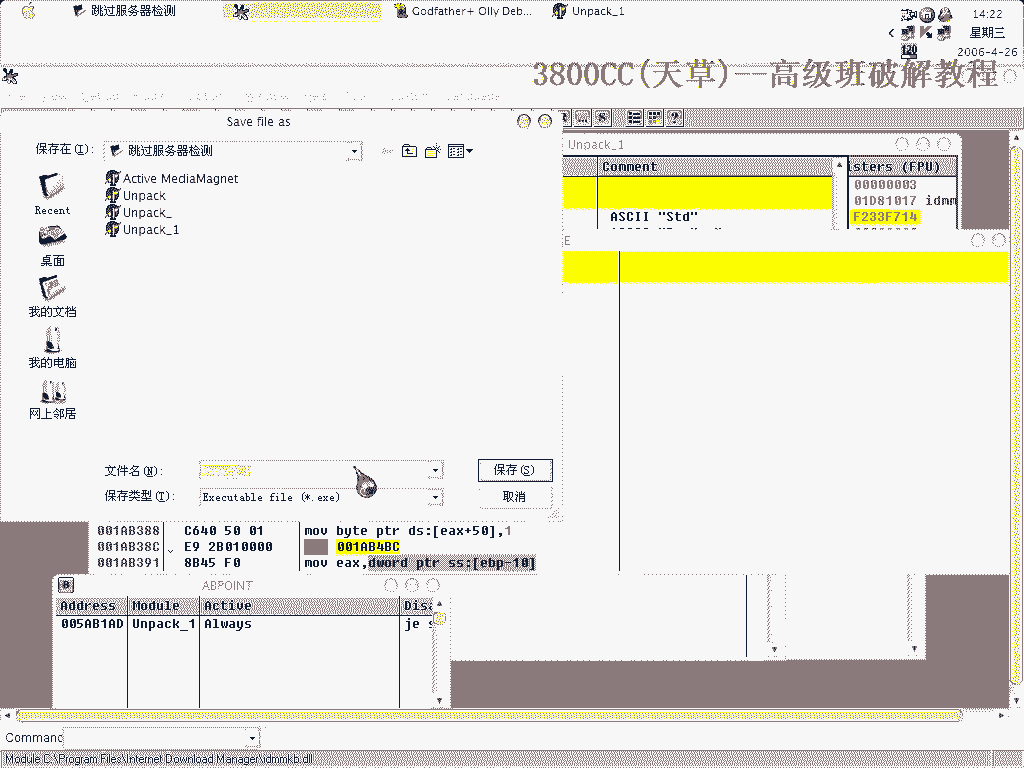 跳过服务器检测
Godfather+ Olly Deb...
Unpack_1
14:22
星期三
2006-4-26
3800CC(天草)--高级班破解教程
Save file as
保存在(I):
跳过服务器检测
Active MediaMagnet
Unpack
Unpack_
Unpack_1
Recent
桌面
我的文档
我的电脑
网上邻居
文件名(N):
保存(S)
保存类型(T):
Executable file (*.exe)
取消
Unpack_1
Comment
sters (FPU)
00000003
01D81017 idmm
ASCII "Std"
F233F714
E
001AB388 C640 50 01 mov byte ptr ds:[eax+50],1
001AB38C E9 2B010000 001AB4BC
001AB391 8B45 F0 mov eax,dword ptr ss:[ebp-10]
B
ABPOINT
Address Module Active Disa
005AB1AD Unpack_1 Always je s
Command
Module C:\Program Files\Internet Download Manager\idmmkb.dll